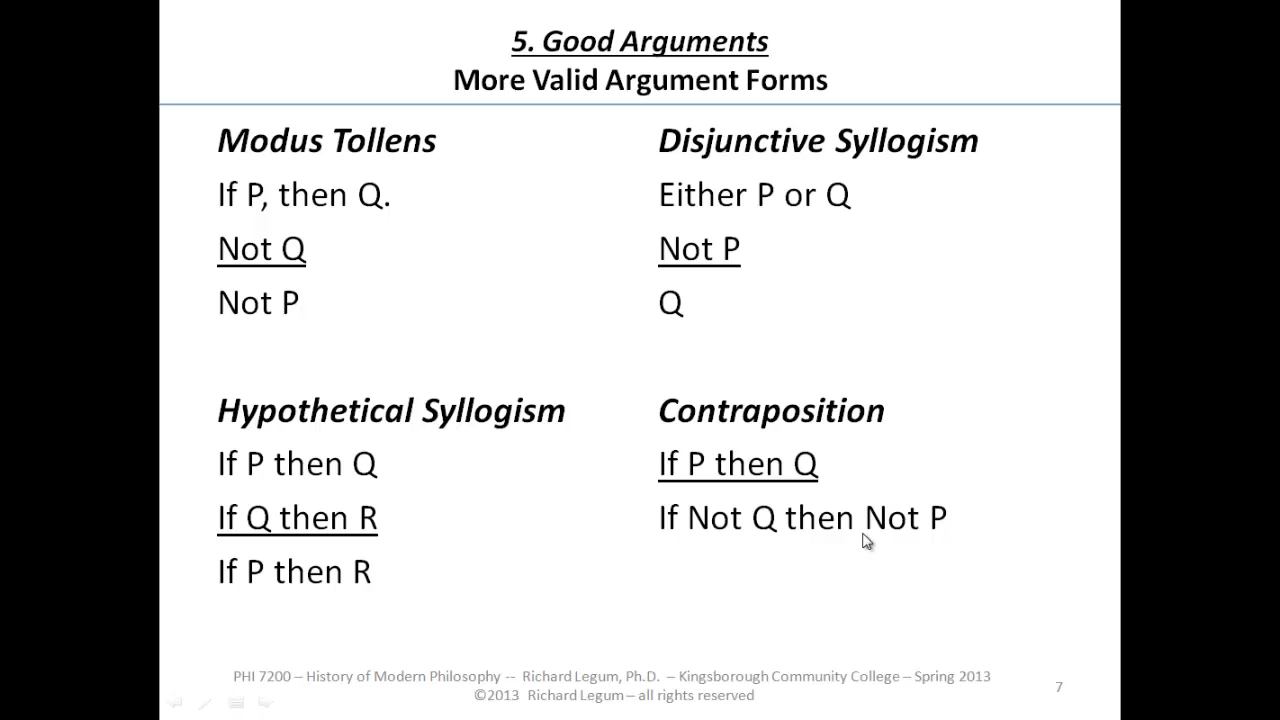 5. Good Arguments
More Valid Argument Forms
Modus Tollens
If P, then Q.
Not Q
Not P
Disjunctive Syllogism
Either P or Q
Not P
Q
Hypothetical Syllogism
If P then Q
If Q then R
If P then R
Contraposition
If P then Q
If Not Q then Not P
PHI 7200 – History of Modern Philosophy -- Richard Legum, Ph.D. – Kingsborough Community College – Spring 2013
©2013 Richard Legum – all rights reserved
7